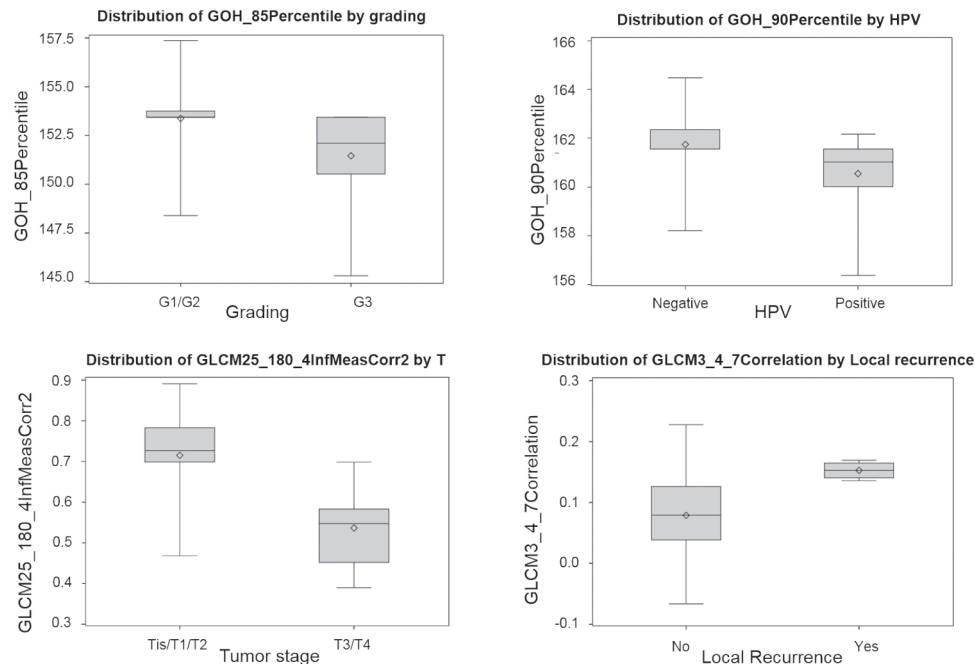 Distribution of GOH_85Percentile by grading
157.5
155.0
152.5
150.0
147.5
145.0
GOH_85Percentile
G1/G2
G3
Grading
Distribution of GOH_90Percentile by HPV
166
164
162
160
158
156
GOH_90Percentile
Negative
Positive
HPV
Distribution of GLCM25_180_4InfMeasCorr2 by T
0.9
0.8
0.7
0.6
0.5
0.4
0.3
GLCM25_180_4InfMeasCorr2
Tis/T1/T2
T3/T4
Tumor stage
Distribution of GLCM3_4_7Correlation by Local recurrence
0.3
0.2
0.1
0.0
-0.1
GLCM3_4_7Correlation
No
Yes
Local Recurrence